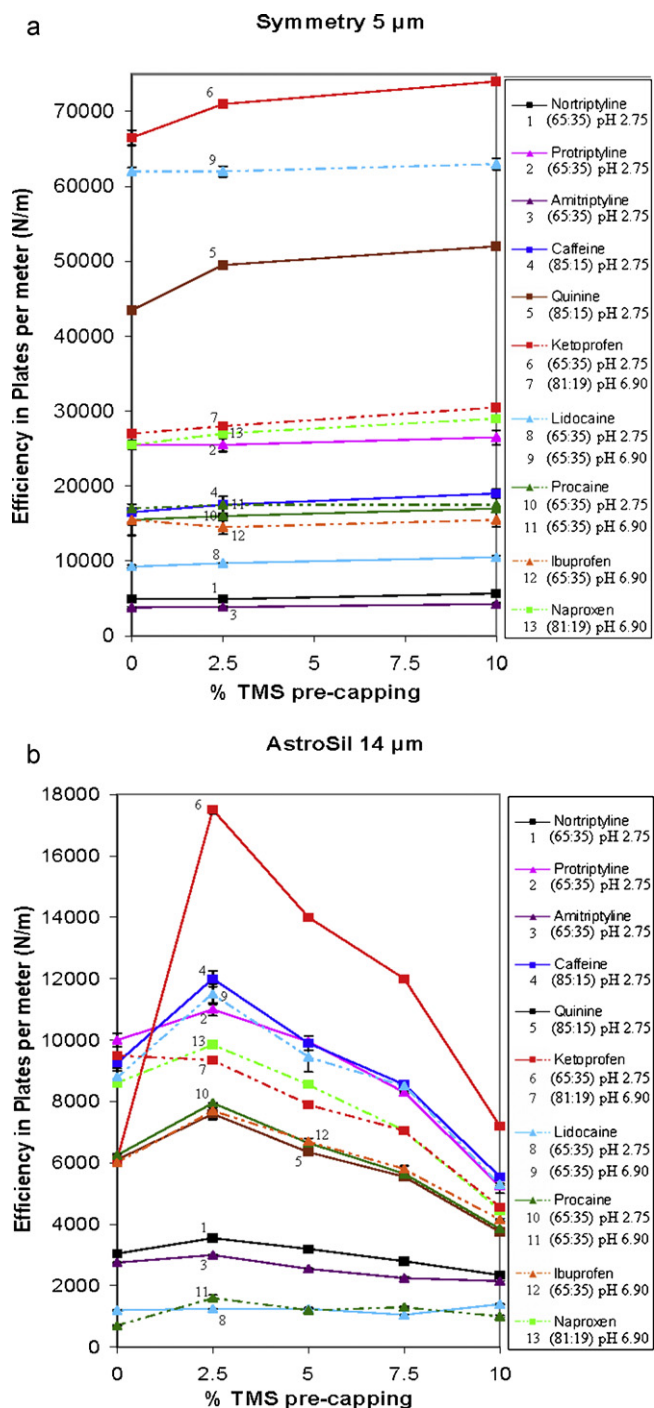 a
Symmetry 5 µm
Efficiency in Plates per meter (N/m)
70000
60000
50000
40000
30000
20000
10000
0
6
9
5
7
13
2
4
11
10
12
8
1
3
0
2.5
5
7.5
10
% TMS pre-capping
Nortriptyline
1 (65:35) pH 2.75
Protriptyline
2 (65:35) pH 2.75
Amitriptyline
3 (65:35) pH 2.75
Caffeine
4 (85:15) pH 2.75
Quinine
5 (85:15) pH 2.75
Ketoprofen
6 (65:35) pH 2.75
7 (81:19) pH 6.90
Lidocaine
8 (65:35) pH 2.75
9 (65:35) pH 6.90
Procaine
10 (65:35) pH 2.75
11 (65:35) pH 6.90
Ibuprofen
12 (65:35) pH 6.90
Naproxen
13 (81:19) pH 6.90
b
AstroSil 14 µm
Efficiency in Plates per meter (N/m)
18000
16000
14000
12000
10000
8000
6000
4000
2000
0
6
4
9
2
13
7
10
12
5
1
3
11
8
0
2.5
5
7.5
10
% TMS pre-capping
Nortriptyline
1 (65:35) pH 2.75
Protriptyline
2 (65:35) pH 2.75
Amitriptyline
3 (65:35) pH 2.75
Caffeine
4 (85:15) pH 2.75
Quinine
5 (85:15) pH 2.75
Ketoprofen
6 (65:35) pH 2.75
7 (81:19) pH 6.90
Lidocaine
8 (65:35) pH 2.75
9 (65:35) pH 6.90
Procaine
10 (65:35) pH 2.75
11 (65:35) pH 6.90
Ibuprofen
12 (65:35) pH 6.90
Naproxen
13 (81:19) pH 6.90